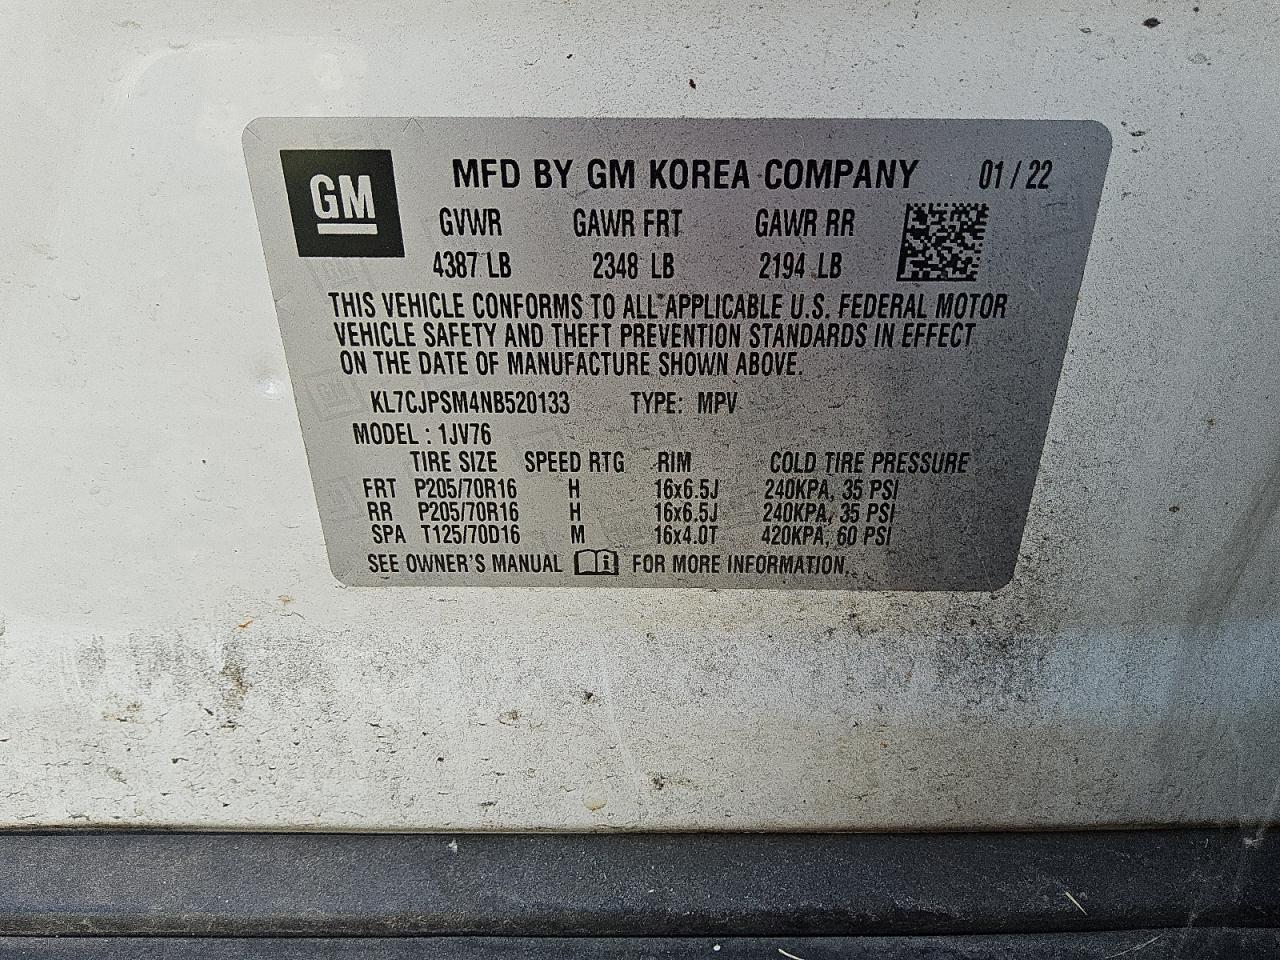 GM
MFD BY GM KOREA COMPANY 01/22
GVWR GAWR FRT GAWR RR
4387 LB 2348 LB 2194 LB
THIS VEHICLE CONFORMS TO ALL APPLICABLE U.S. FEDERAL MOTOR
VEHICLE SAFETY AND THEFT PREVENTION STANDARDS IN EFFECT
ON THE DATE OF MANUFACTURE SHOWN ABOVE.
KL7CJPSM4NB520133 TYPE: MPV
MODEL : 1JV76
TIRE SIZE SPEED RTG RIM COLD TIRE PRESSURE
FRT P205/70R16 H 16x6.5J 240KPA, 35 PSI
RR P205/70R16 H 16x6.5J 240KPA, 35 PSI
SPA T125/70D16 M 16x4.0T 420KPA, 60 PSI
SEE OWNER'S MANUAL i FOR MORE INFORMATION.